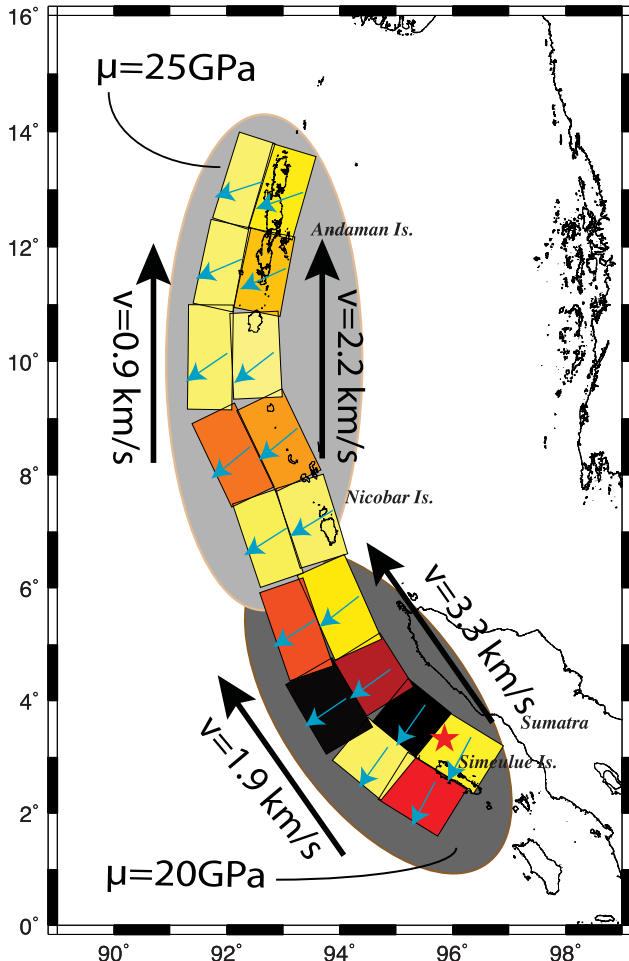 16°
μ=25GPa
14°
Andaman Is.
12°
v=0.9 km/s
v=2.2 km/s
10°
8°
Nicobar Is.
6°
v=3.3 km/s
4°
Sumatra
Simeulue Is.
v=1.9 km/s
2°
μ=20GPa
0°
90° 92° 94° 96° 98°